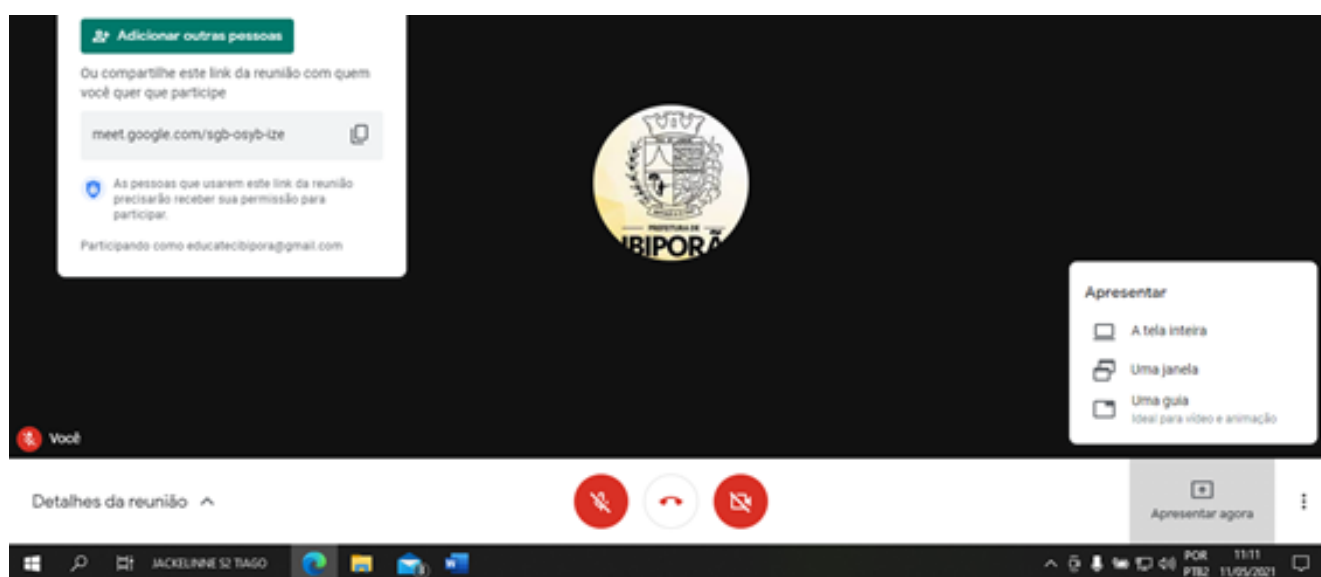 Adicionar outras pessoas
Ou compartilhe este link da reunião com quem
você quer que participe
meet.google.com/sgb-osyb-ize
As pessoas que usarem este link da reunião
precisarão receber sua permissão para
participar.
Participando como educatecibipora@gmail.com
PREFEITURA DE
IBIPORÃ
Apresentar
A tela inteira
Uma janela
Uma guia
Ideal para vídeo e animação
Você
Detalhes da reunião
Apresentar agora
JACKELINNE S2 TIAGO
POR
PTB2
11:11
11/05/2021